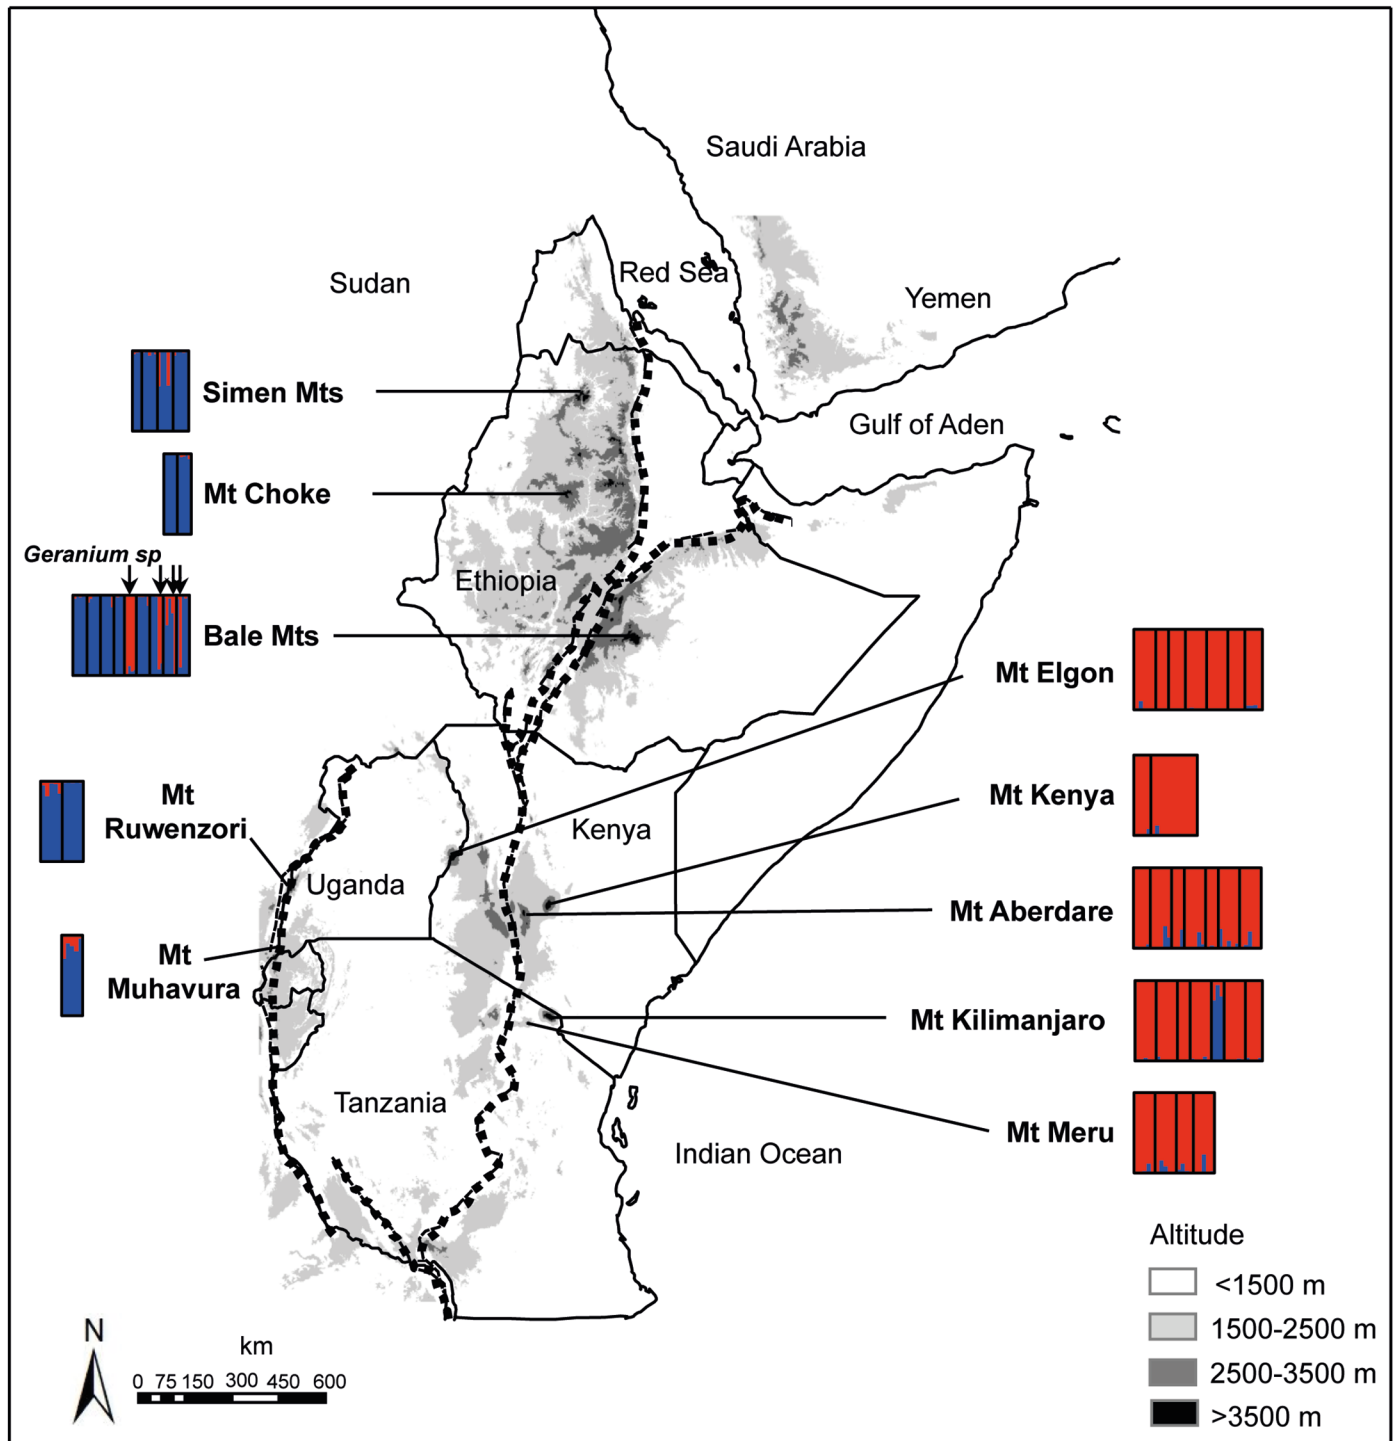 Saudi Arabia
Sudan
Red Sea
Yemen
Simen Mts
Gulf of Aden
Mt Choke
Geranium sp
Ethiopia
Bale Mts
Mt Elgon
Mt
Ruwenzori
Mt Kenya
Kenya
Uganda
Mt Aberdare
Mt
Muhavura
Mt Kilimanjaro
Tanzania
Mt Meru
Indian Ocean
Altitude
<1500 m
1500-2500 m
2500-3500 m
>3500 m
N
km
0 75 150 300 450 600